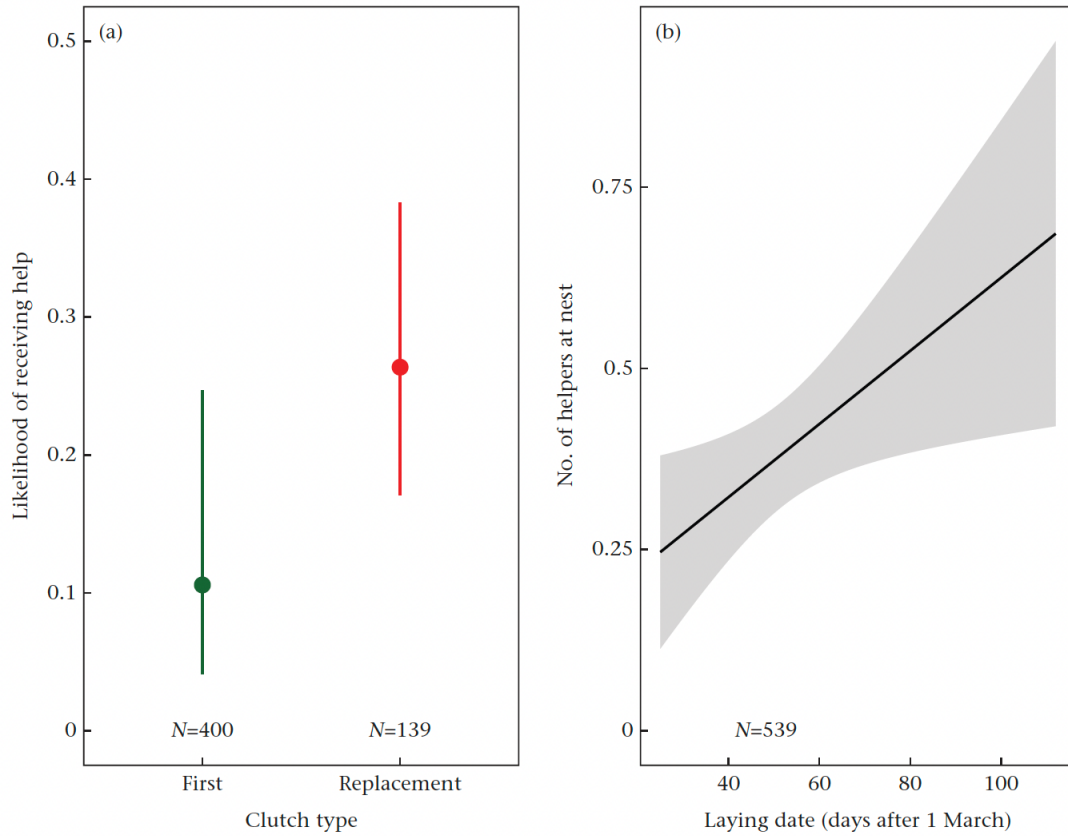 (a)
Likelihood of receiving help
0.5
0.4
0.3
0.2
0.1
0
N=400
N=139
First
Replacement
Clutch type
(b)
No. of helpers at nest
0.75
0.5
0.25
0
N=539
40
60
80
100
Laying date (days after 1 March)